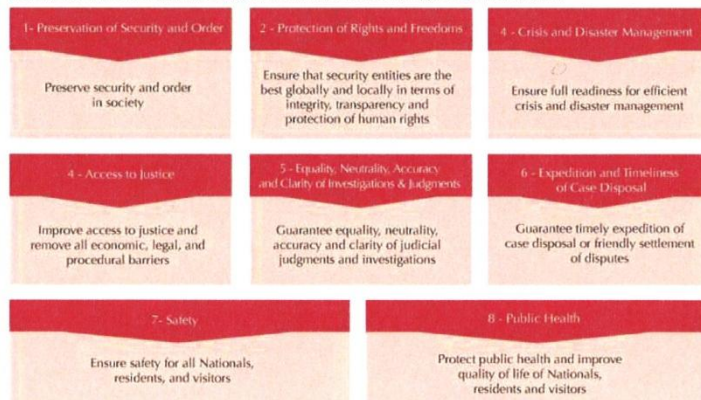 1- Preservation of Security and Order
Preserve security and order
in society
2 - Protection of Rights and Freedoms
Ensure that security entities are the
best globally and locally in terms of
integrity, transparency and
protection of human rights
4 - Crisis and Disaster Management
Ensure full readiness for efficient
crisis and disaster management
4 - Access to Justice
Improve access to justice and
remove all economic, legal, and
procedural barriers
5 - Equality, Neutrality, Accuracy
and Clarity of Investigations & Judgments
Guarantee equality, neutrality,
accuracy and clarity of judicial
judgments and investigations
6 - Expedition and Timeliness
of Case Disposal
Guarantee timely expedition of
case disposal or friendly settlement
of disputes
7- Safety
Ensure safety for all Nationals,
residents, and visitors
8 - Public Health
Protect public health and improve
quality of life of Nationals,
residents and visitors